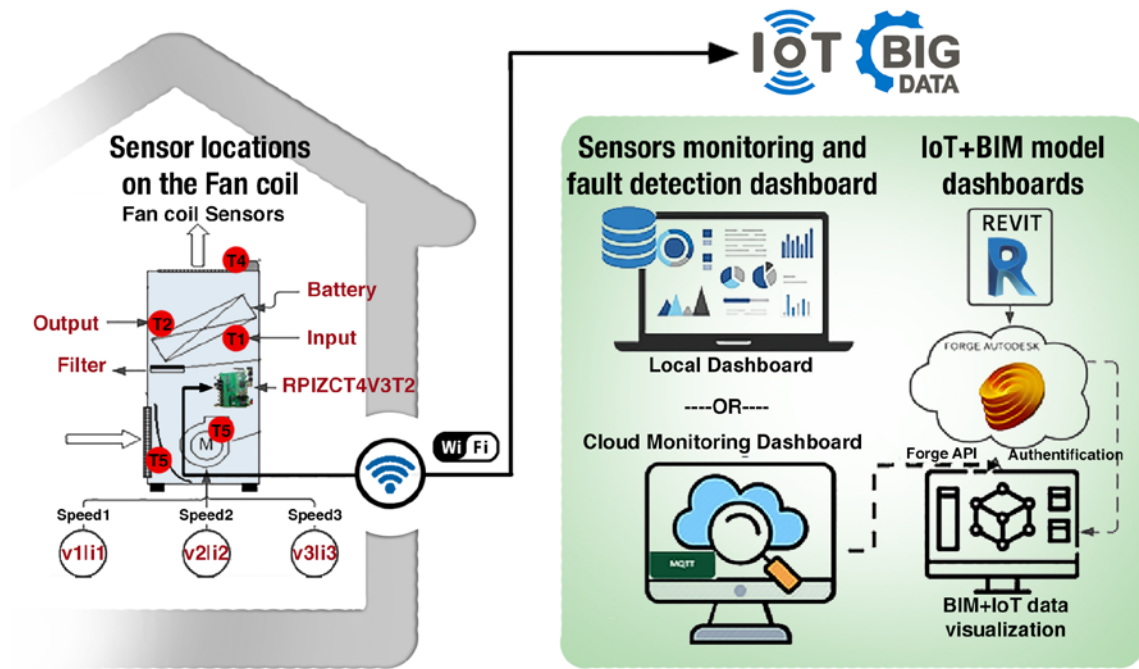 IoT
BIG
DATA
Sensor locations
on the Fan coil
Fan coil Sensors
T4
Battery
Output
T2
T1
Input
Filter
RPIZCT4V3T2
T5
M
T5
Wi Fi
Speed1
Speed2
Speed3
v1|i1
v2|i2
v3|i3
Sensors monitoring and
fault detection dashboard
Local Dashboard
----OR----
Cloud Monitoring Dashboard
MQTT
IoT+BIM model
dashboards
REVIT
R
FORGE AUTODESK
Forge API
Authentification
BIM+IoT data
visualization